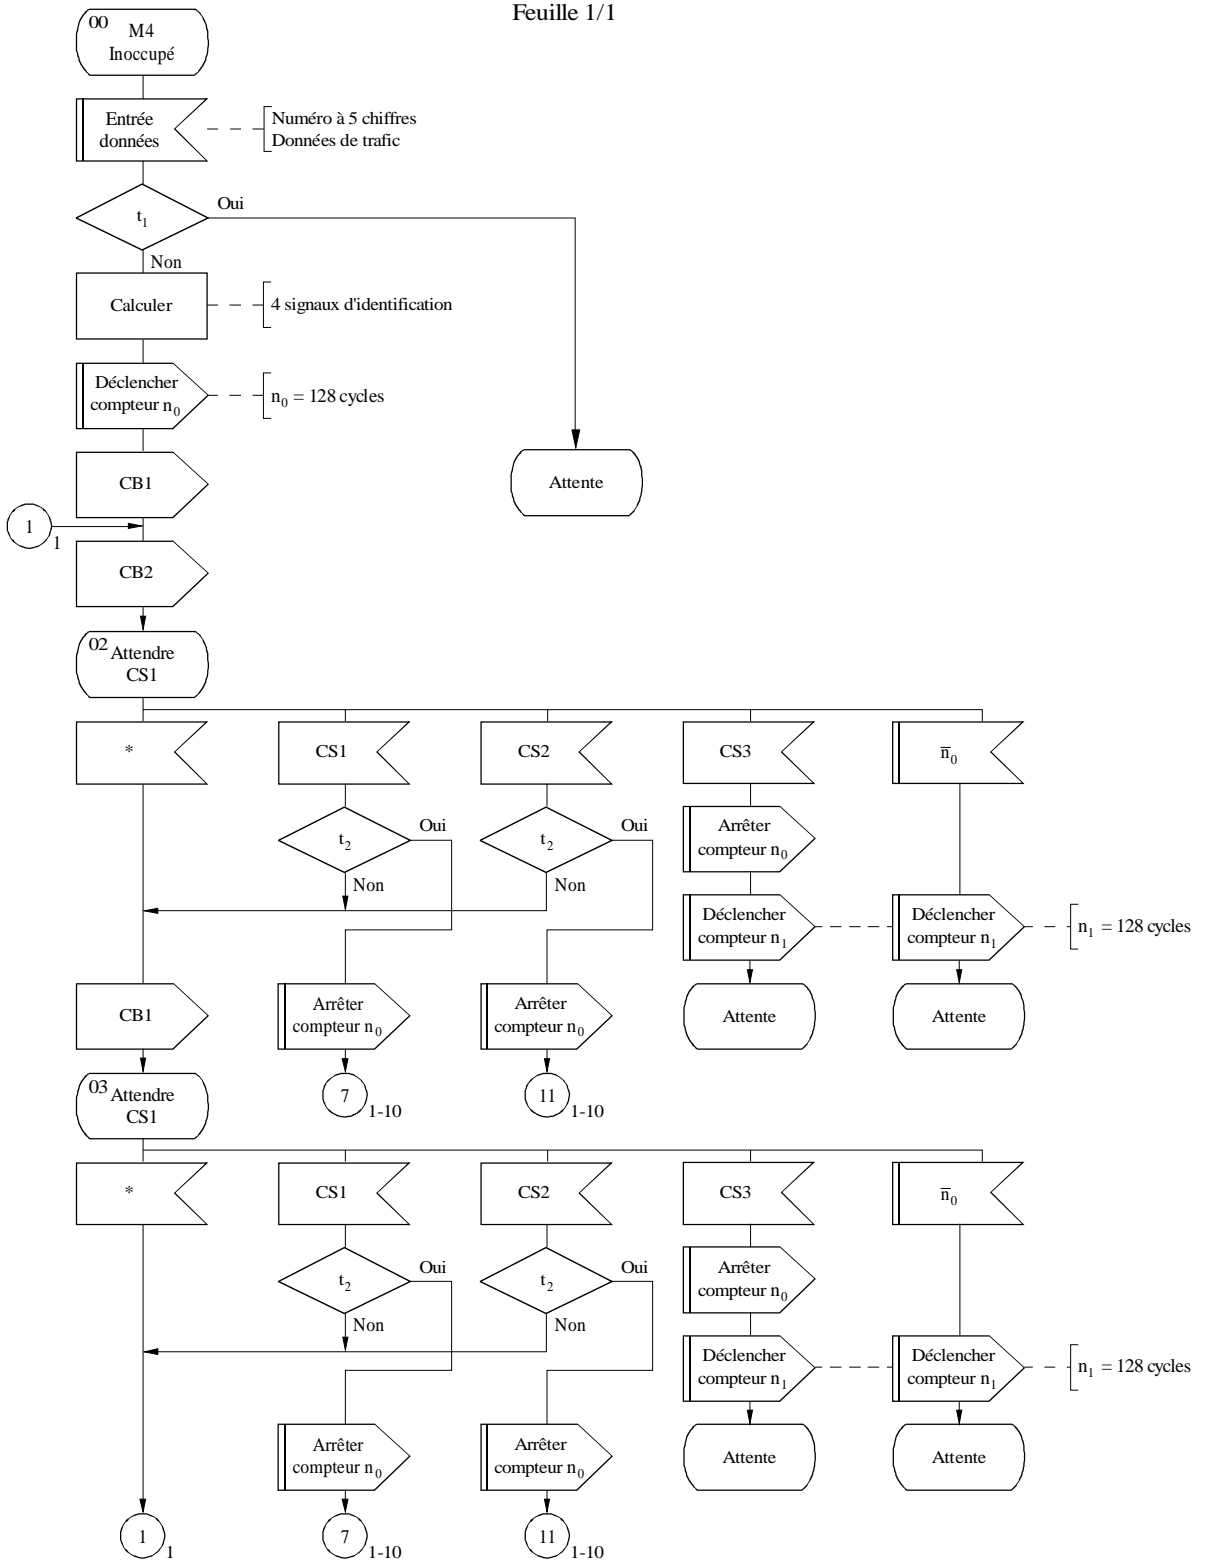 Feuille 1/1
00
M4
Inoccupé
Entrée
données
Numéro à 5 chiffres
Données de trafic
t1
Oui
Non
Calculer
4 signaux d'identification
Déclencher
compteur n0
n0 = 128 cycles
CB1
Attente
1
1
CB2
02
Attendre
CS1
*
CS1
CS2
CS3
n̅0
t2
Oui
Non
t2
Oui
Non
Arrêter
compteur n0
Déclencher
compteur n1
Déclencher
compteur n1
n1 = 128 cycles
CB1
Arrêter
compteur n0
Arrêter
compteur n0
Attente
Attente
03
Attendre
CS1
7
1-10
11
1-10
*
CS1
CS2
CS3
n̅0
t2
Oui
Non
t2
Oui
Non
Arrêter
compteur n0
Déclencher
compteur n1
Déclencher
compteur n1
n1 = 128 cycles
Arrêter
compteur n0
Arrêter
compteur n0
Attente
Attente
1
1
7
1-10
11
1-10